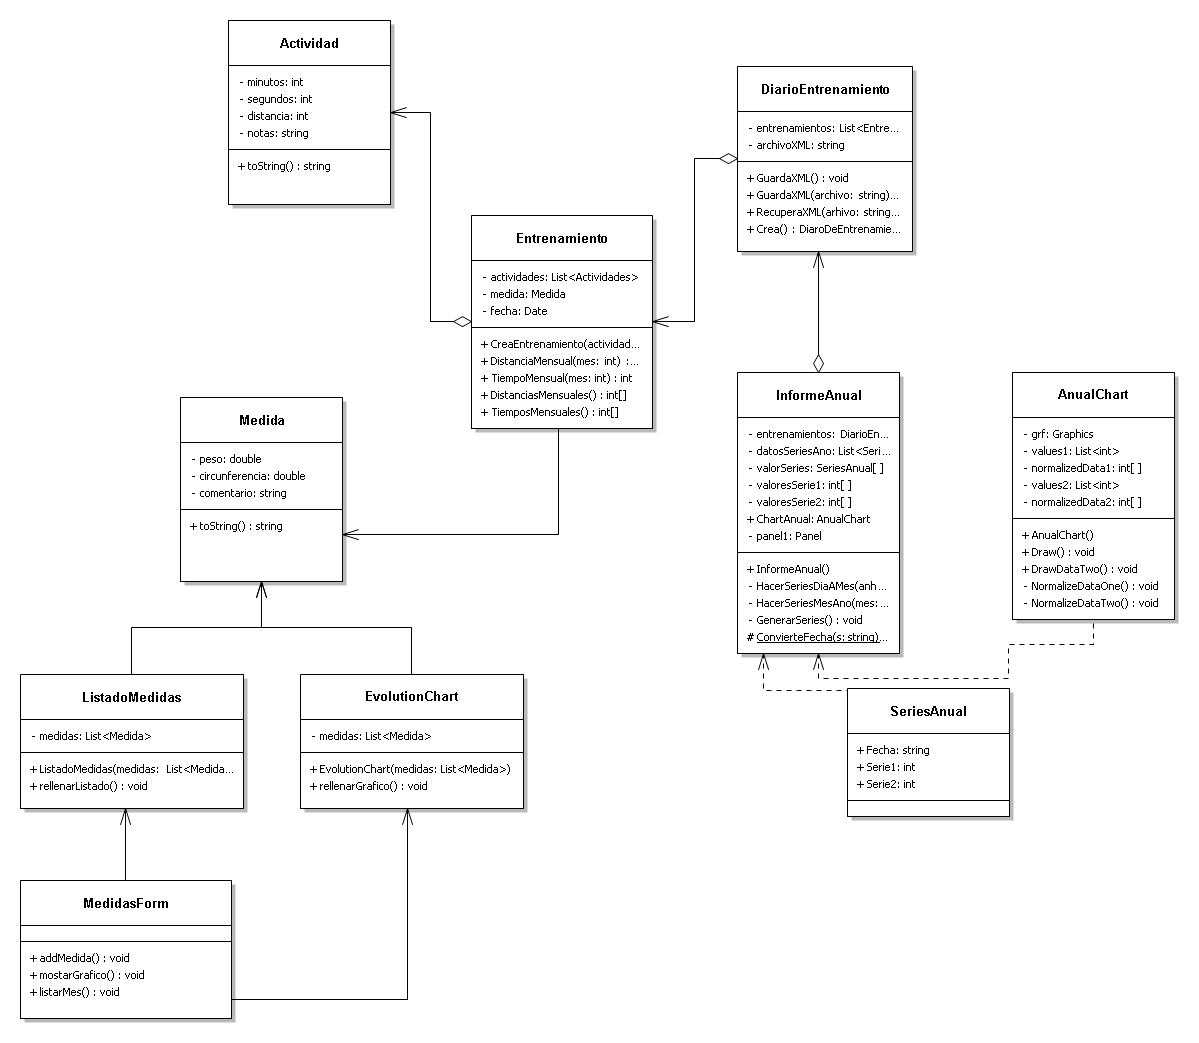 Actividad
- minutos: int
- segundos: int
- distancia: int
- notas: string
+ toString() : string
DiarioEntrenamiento
- entrenamientos: List<Entre...
- archivoXML: string
+ GuardaXML() : void
+ GuardaXML(archivo: string)...
+ RecuperaXML(arhivo: string...
+ Crea() : DiaroDeEntrenamie...
Entrenamiento
- actividades: List<Actividades>
- medida: Medida
- fecha: Date
+ CreaEntrenamiento(actividad...
+ DistanciaMensual(mes: int) :...
+ TiempoMensual(mes: int) : int
+ DistanciasMensuales() : int[]
+ TiemposMensuales() : int[]
Medida
- peso: double
- circunferencia: double
- comentario: string
+ toString() : string
InformeAnual
- entrenamientos: DiarioEn...
- datosSeriesAno: List<Seri...
- valorSeries: SeriesAnual[ ]
- valoresSerie1: int[ ]
- valoresSerie2: int[ ]
+ ChartAnual: AnualChart
- panel1: Panel
+ InformeAnual()
- HacerSeriesDiaAMes(anh...
- HacerSeriesMesAno(mes:...
- GenerarSeries() : void
# ConvierteFecha(s: string)...
AnualChart
- grf: Graphics
- values1: List<int>
- normalizedData1: int[ ]
- values2: List<int>
- normalizedData2: int[ ]
+ AnualChart()
+ Draw() : void
+ DrawDataTwo() : void
- NormalizeDataOne() : void
- NormalizeDataTwo() : void
ListadoMedidas
- medidas: List<Medida>
+ ListadoMedidas(medidas: List<Medida...
+ rellenarListado() : void
EvolutionChart
- medidas: List<Medida>
+ EvolutionChart(medidas: List<Medida>)
+ rellenarGrafico() : void
SeriesAnual
+ Fecha: string
+ Serie1: int
+ Serie2: int
MedidasForm
+ addMedida() : void
+ mostarGrafico() : void
+ listarMes() : void